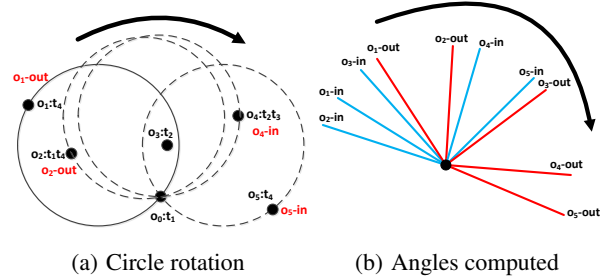 o₁-out
o₁:t₄
o₂:t₁t₄
o₂-out
o₃:t₂
o₄:t₂t₃
o₄-in
o₀:t₁
o₅:t₄
o₅-in
(a) Circle rotation
o₁-out
o₂-out
o₄-in
o₃-in
o₅-in
o₃-out
o₁-in
o₂-in
o₄-out
o₅-out
(b) Angles computed